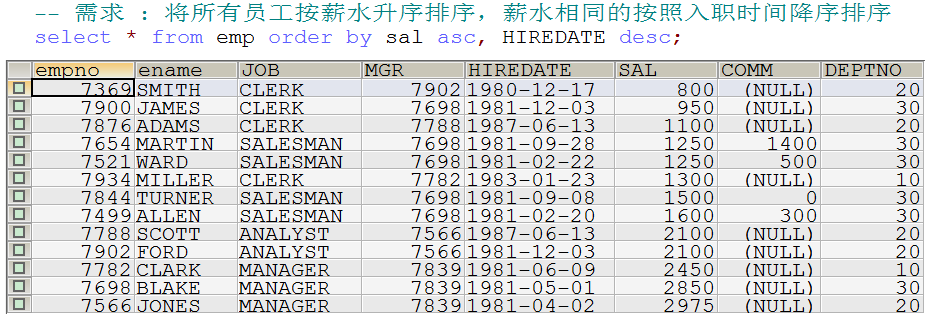 -- 需求 : 将所有员工按薪水升序排序，薪水相同的按照入职时间降序排序
select * from emp order by sal asc, HIREDATE desc;
empno ename JOB MGR HIREDATE SAL COMM DEPTNO
7369 SMITH CLERK 7902 1980-12-17 800 (NULL) 20
7900 JAMES CLERK 7698 1981-12-03 950 (NULL) 30
7876 ADAMS CLERK 7788 1987-06-13 1100 (NULL) 20
7654 MARTIN SALESMAN 7698 1981-09-28 1250 1400 30
7521 WARD SALESMAN 7698 1981-02-22 1250 500 30
7934 MILLER CLERK 7782 1983-01-23 1300 (NULL) 10
7844 TURNER SALESMAN 7698 1981-09-08 1500 0 30
7499 ALLEN SALESMAN 7698 1981-02-20 1600 300 30
7788 SCOTT ANALYST 7566 1987-06-13 2100 (NULL) 20
7902 FORD ANALYST 7566 1981-12-03 2100 (NULL) 20
7782 CLARK MANAGER 7839 1981-06-09 2450 (NULL) 10
7698 BLAKE MANAGER 7839 1981-05-01 2850 (NULL) 30
7566 JONES MANAGER 7839 1981-04-02 2975 (NULL) 20